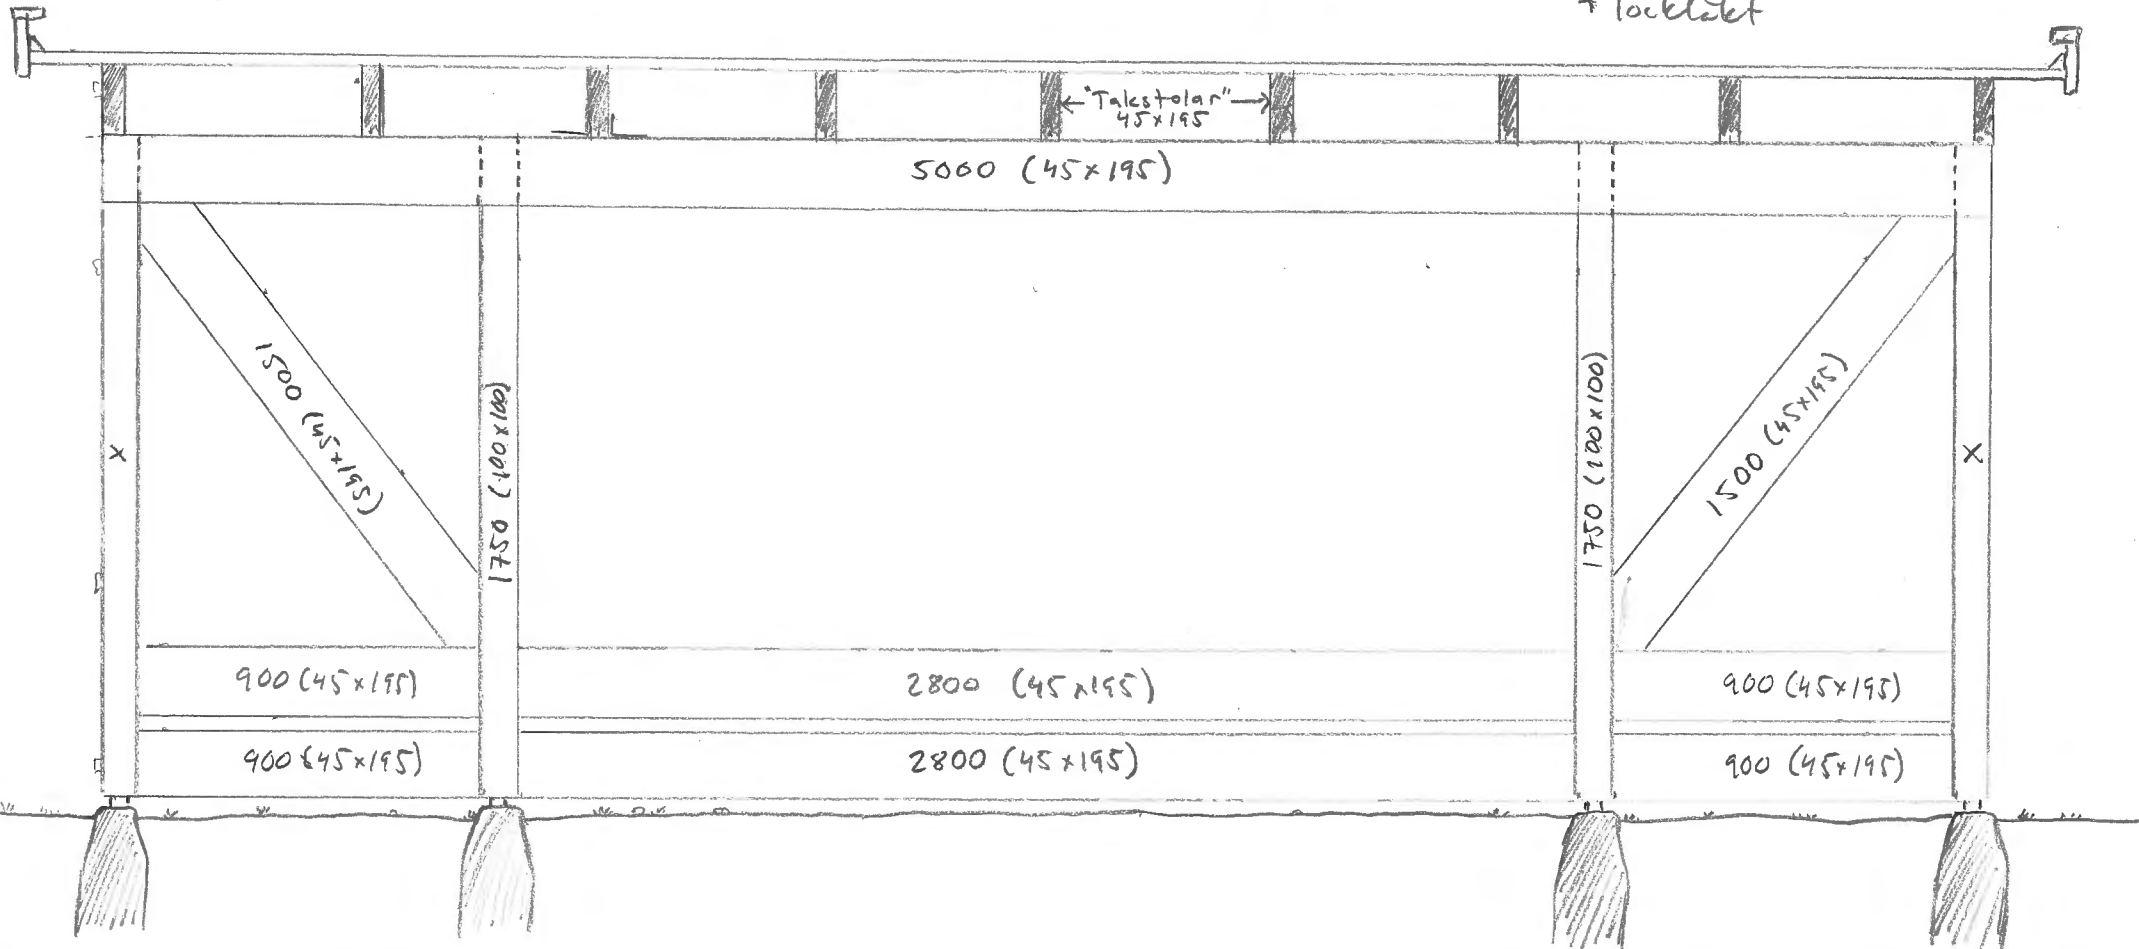 + lockläkt
"Takstolar"
45x195
5000 (45x195)
1500 (45x195)
1750 (100x100)
1750 (100x100)
1500 (45x195)
X
X
900 (45x195)
2800 (45x195)
900 (45x195)
900 (45x195)
2800 (45x195)
900 (45x195)